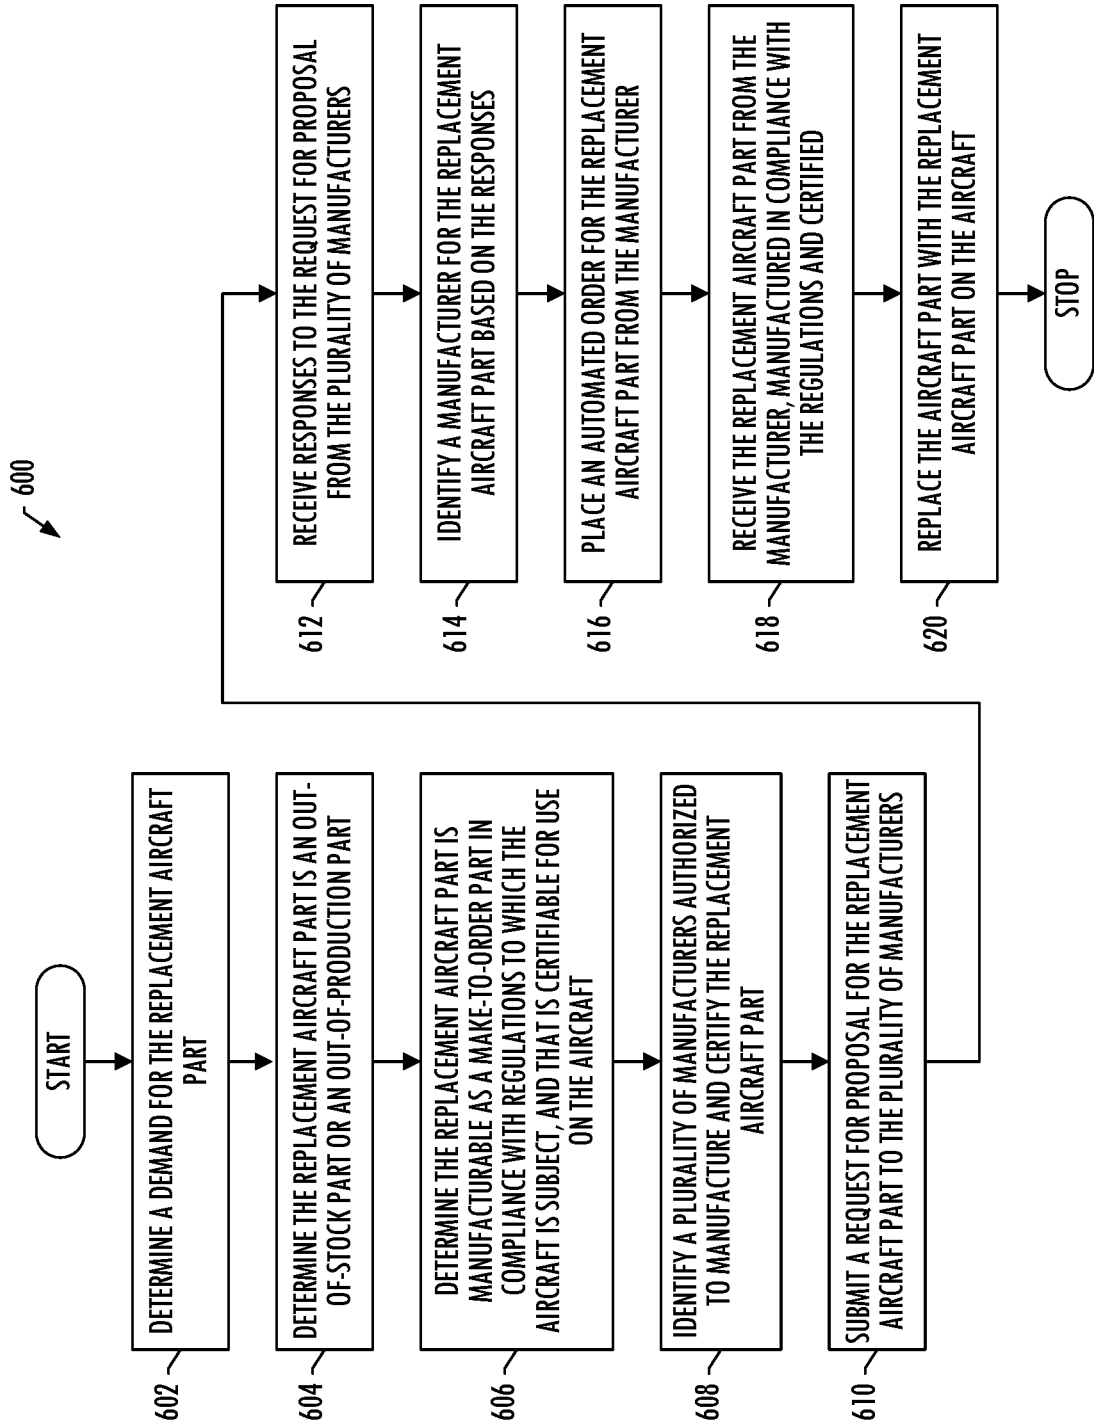 600
START
DETERMINE A DEMAND FOR THE REPLACEMENT AIRCRAFT
PART
602
DETERMINE THE REPLACEMENT AIRCRAFT PART IS AN OUT-
OF-STOCK PART OR AN OUT-OF-PRODUCTION PART
604
DETERMINE THE REPLACEMENT AIRCRAFT PART IS
MANUFACTURABLE AS A MAKE-TO-ORDER PART IN
COMPLIANCE WITH REGULATIONS TO WHICH THE
AIRCRAFT IS SUBJECT, AND THAT IS CERTIFIABLE FOR USE
ON THE AIRCRAFT
606
IDENTIFY A PLURALITY OF MANUFACTURERS AUTHORIZED
TO MANUFACTURE AND CERTIFY THE REPLACEMENT
AIRCRAFT PART
608
SUBMIT A REQUEST FOR PROPOSAL FOR THE REPLACEMENT
AIRCRAFT PART TO THE PLURALITY OF MANUFACTURERS
610
RECEIVE RESPONSES TO THE REQUEST FOR PROPOSAL
FROM THE PLURALITY OF MANUFACTURERS
612
IDENTIFY A MANUFACTURER FOR THE REPLACEMENT
AIRCRAFT PART BASED ON THE RESPONSES
614
PLACE AN AUTOMATED ORDER FOR THE REPLACEMENT
AIRCRAFT PART FROM THE MANUFACTURER
616
RECEIVE THE REPLACEMENT AIRCRAFT PART FROM THE
MANUFACTURER, MANUFACTURED IN COMPLIANCE WITH
THE REGULATIONS AND CERTIFIED
618
REPLACE THE AIRCRAFT PART WITH THE REPLACEMENT
AIRCRAFT PART ON THE AIRCRAFT
620
STOP